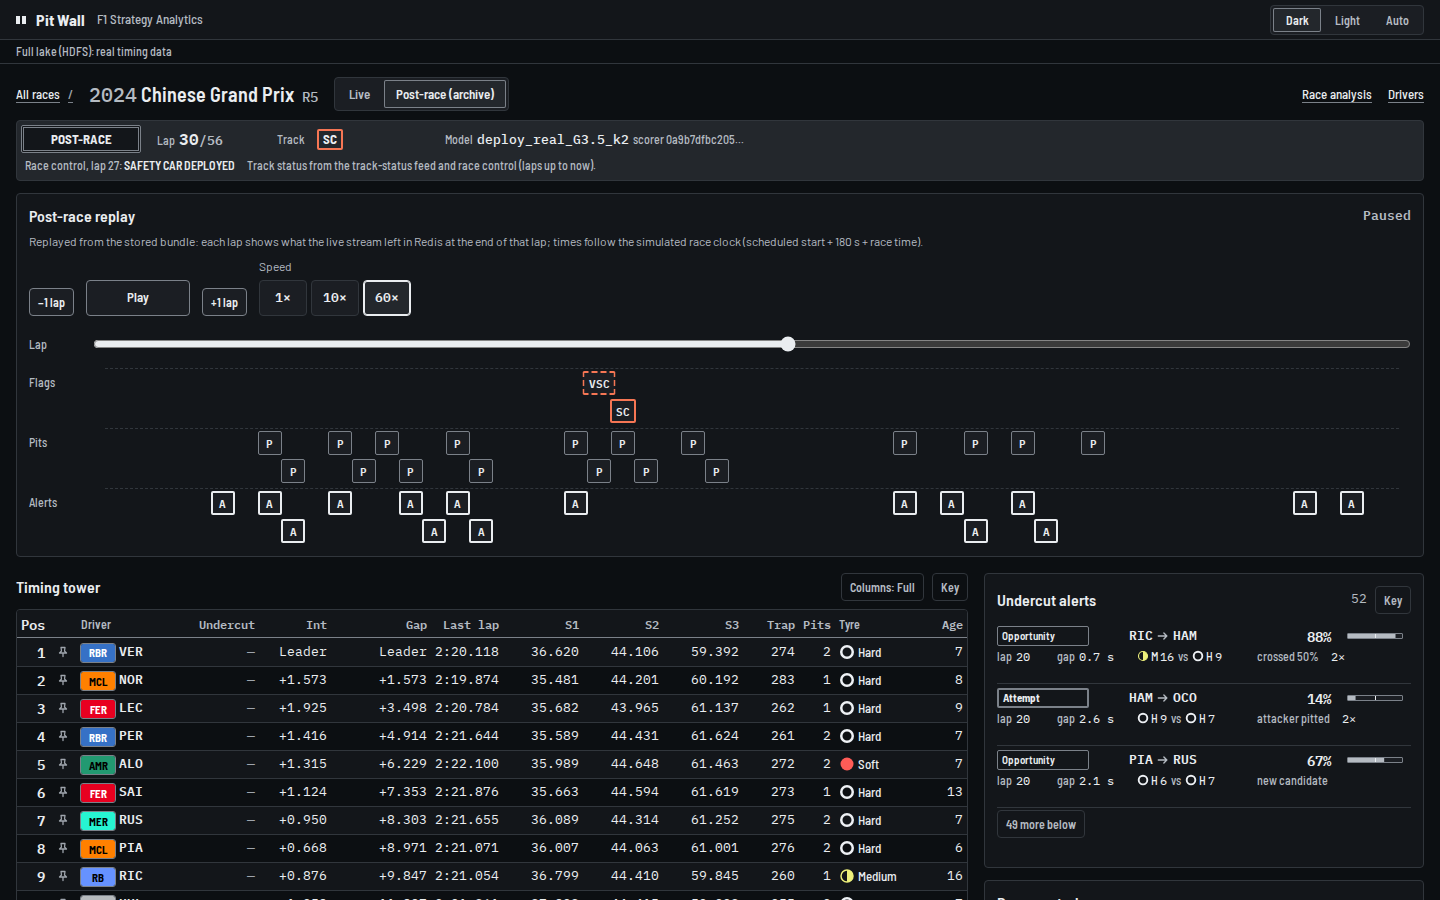 Pit Wall F1 Strategy Analytics Dark Light Auto
Full lake (HDFS): real timing data
All races / 2024 Chinese Grand Prix R5 Live Post-race (archive) Race analysis Drivers
POST-RACE Lap 30/56 Track SC Model deploy_real_G3.5_k2 scorer 0a9b7dfbc205…
Race control, lap 27: SAFETY CAR DEPLOYED Track status from the track-status feed and race control (laps up to now).
Post-race replay Paused
Replayed from the stored bundle: each lap shows what the live stream left in Redis at the end of that lap; times follow the simulated race clock (scheduled start + 180 s + race time).
Speed
−1 lap Play +1 lap 1× 10× 60×
Lap
Flags VSC
SC
Pits P P P P P P P P P P P
P P P P P P P
Alerts A A A A A A A A A A A
A A A A A
Timing tower Columns: Full Key
Pos Driver Undercut Int Gap Last lap S1 S2 S3 Trap Pits Tyre Age
1 RBR VER — Leader Leader 2:20.118 36.620 44.106 59.392 274 2 Hard 7
2 MCL NOR — +1.573 +1.573 2:19.874 35.481 44.201 60.192 283 1 Hard 8
3 FER LEC — +1.925 +3.498 2:20.784 35.682 43.965 61.137 262 1 Hard 9
4 RBR PER — +1.416 +4.914 2:21.644 35.589 44.431 61.624 261 2 Hard 7
5 AMR ALO — +1.315 +6.229 2:22.100 35.989 44.648 61.463 272 2 Soft 7
6 FER SAI — +1.124 +7.353 2:21.876 35.663 44.594 61.619 273 1 Hard 13
7 MER RUS — +0.950 +8.303 2:21.655 36.089 44.314 61.252 275 2 Hard 7
8 MCL PIA — +0.668 +8.971 2:21.071 36.007 44.063 61.001 276 2 Hard 6
9 RB RIC — +0.876 +9.847 2:21.054 36.799 44.410 59.845 260 1 Medium 16
Undercut alerts 52 Key
Opportunity RIC → HAM 88%
lap 20 gap 0.7 s M 16 vs H 9 crossed 50% 2×
Attempt HAM → OCO 14%
lap 20 gap 2.6 s H 9 vs H 7 attacker pitted 2×
Opportunity PIA → RUS 67%
lap 20 gap 2.1 s H 6 vs H 7 new candidate
49 more below